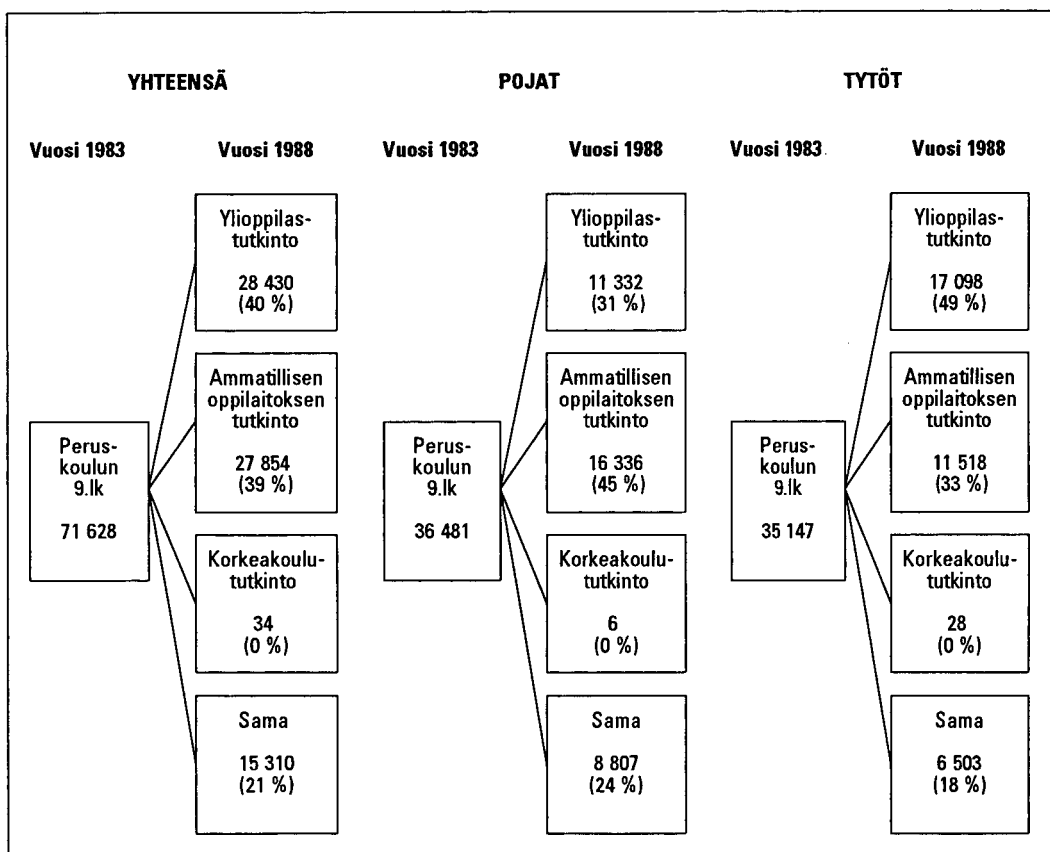 YHTEENSÄ
POJAT
TYTÖT
Vuosi 1983
Vuosi 1988
Vuosi 1983
Vuosi 1988
Vuosi 1983
Vuosi 1988
Perus-
koulun
9.lk
71 628
Ylioppilas-
tutkinto
28 430
(40 %)
Ammatillisen
oppilaitoksen
tutkinto
27 854
(39 %)
Korkeakoulu-
tutkinto
34
(0 %)
Sama
15 310
(21 %)
Perus-
koulun
9.lk
36 481
Ylioppilas-
tutkinto
11 332
(31 %)
Ammatillisen
oppilaitoksen
tutkinto
16 336
(45 %)
Korkeakoulu-
tutkinto
6
(0 %)
Sama
8 807
(24 %)
Perus-
koulun
9.lk
35 147
Ylioppilas-
tutkinto
17 098
(49 %)
Ammatillisen
oppilaitoksen
tutkinto
11 518
(33 %)
Korkeakoulu-
tutkinto
28
(0 %)
Sama
6 503
(18 %)